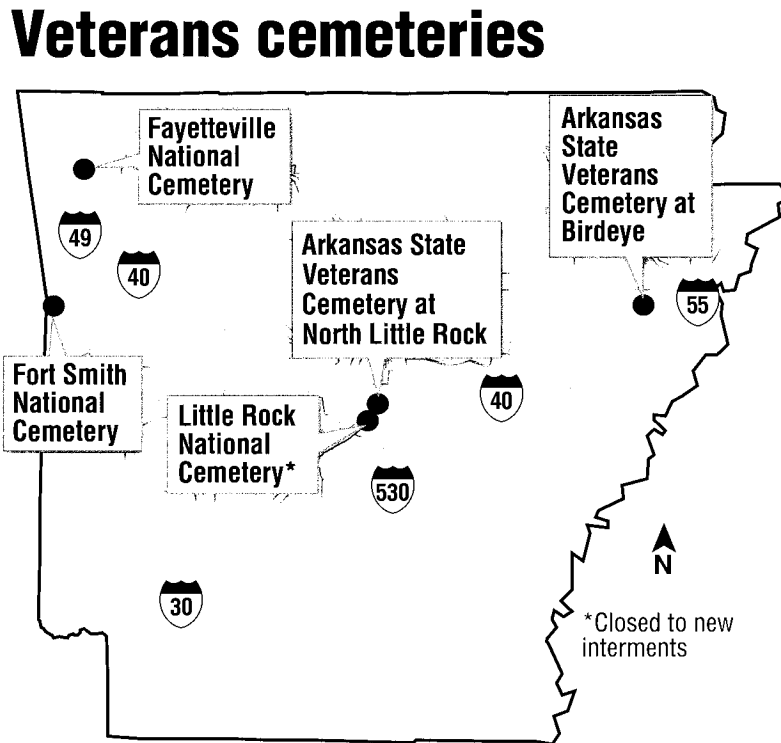 Veterans cemeteries
Fayetteville
National
Cemetery
Arkansas
State
Veterans
Cemetery at
Birdeye
49
40
Arkansas State
Veterans
Cemetery at
North Little Rock
55
Fort Smith
National
Cemetery
Little Rock
National
Cemetery*
40
530
N
30
*Closed to new
interments